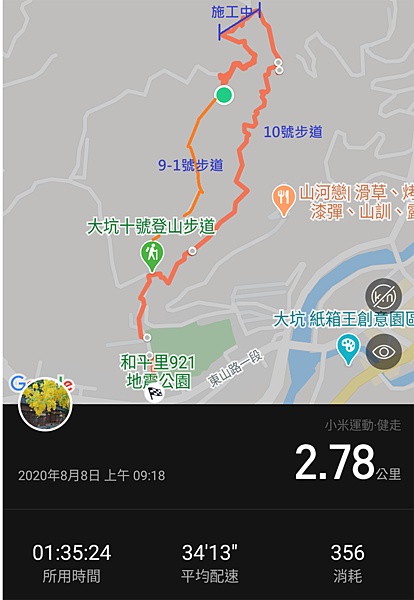 施工中
10號步道
9-1號步道
山河戀| 滑草、烤
漆彈、山訓、露
大坑十號登山步道
大坑 紙箱王創意園區
和平里921
地震公園
東山路一段
Google
小米運動·健走
2020年8月8日 上午 09:18
2.78公里
01:35:24
34'13"
356
所用時間
平均配速
消耗